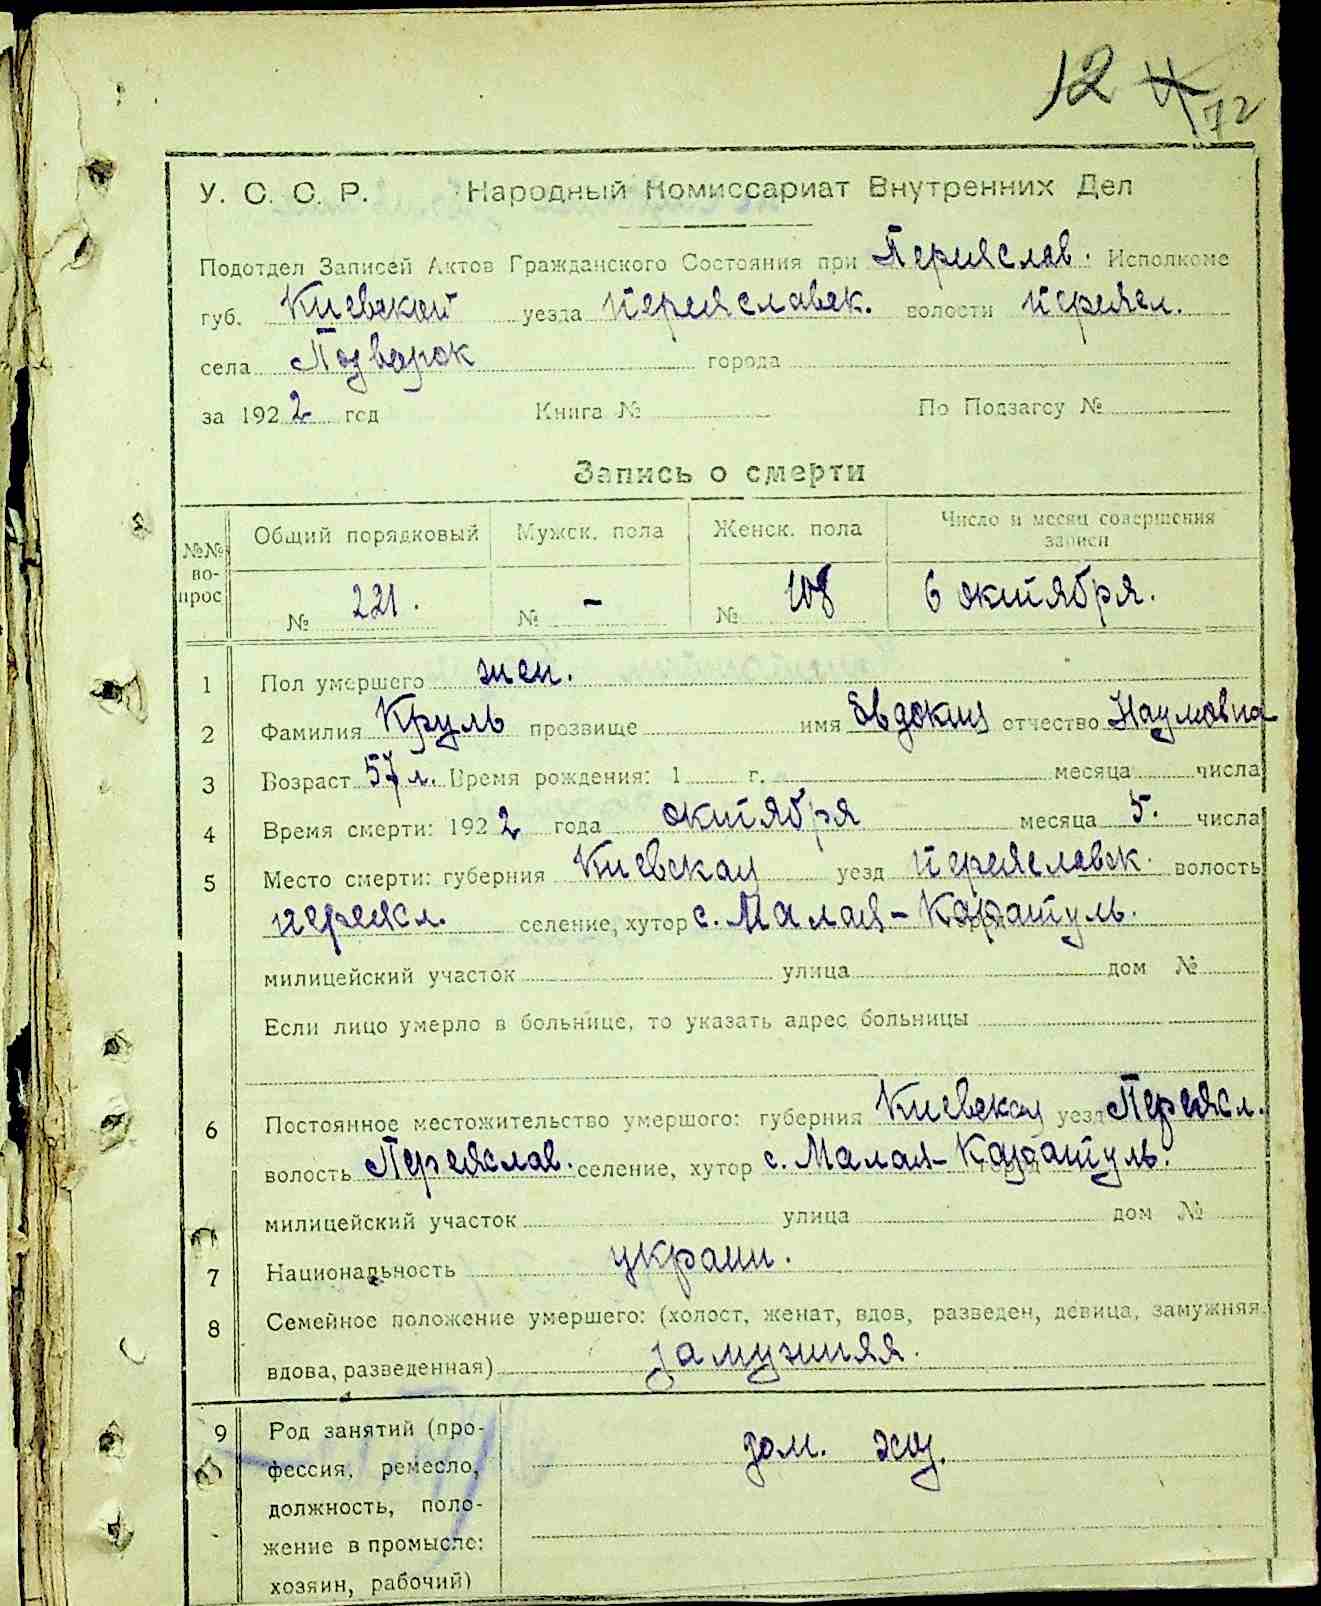 12
72
У. С. С. Р. Народный Комиссариат Внутренних Дел
Подотдел Записей Актов Гражданского Состояния при Переяслав. Исполкоме
губ. Киевской уезда Переяславск. волости Переясл.
села Подварок города
за 1922 год Книга № По Подзагсу №
Запись о смерти
№№ вопрос Общий порядковый Мужск. пола Женск. пола Число и месяц совершения записи
№ 221. № – № 108 6 октября.
1 Пол умершего жен.
2 Фамилия Круль прозвище имя Евдокия отчество Наумовна
3 Возраст 57 л. Время рождения: 1 г. месяца числа
4 Время смерти: 1922 года октября месяца 5. числа
5 Место смерти: губерния Киевская уезд Переяславск. волость
Переясл. селение, хутор с. Малая-Каратуль.
милицейский участок улица дом №
Если лицо умерло в больнице, то указать адрес больницы
6 Постоянное местожительство умершего: губерния Киевская уезд Переясл.
волость Переяслав. селение, хутор с. Малая-Каратуль.
милицейский участок улица дом №
7 Национальность украин.
8 Семейное положение умершего: (холост, женат, вдов, разведен, девица, замужняя,
вдова, разведенная) замужняя.
9 Род занятий (про- дом. хоз.
фессия, ремесло,
должность, поло-
жение в промысле:
хозяин, рабочий)